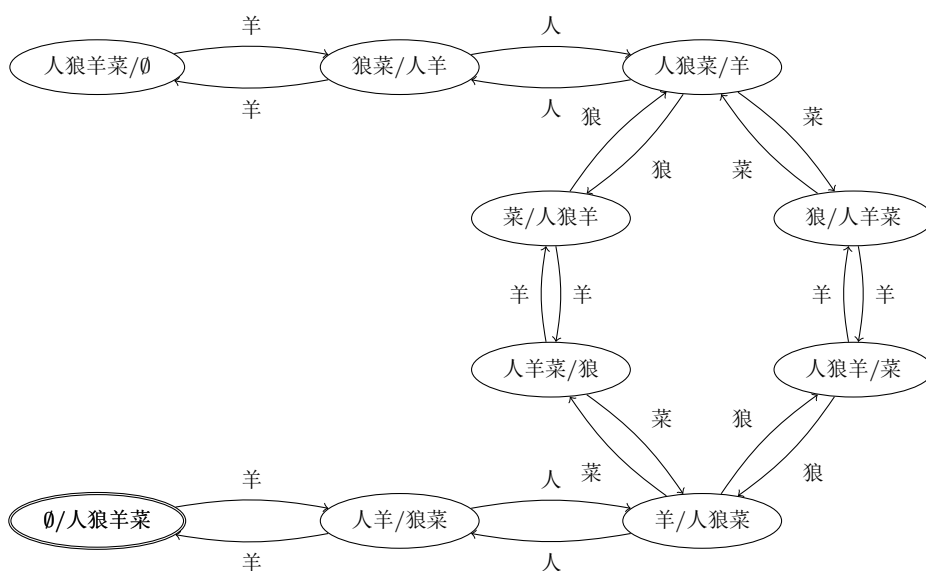 羊 人
人狼羊菜/∅ 狼菜/人羊 人狼菜/羊
羊 人
狼 菜
狼 菜
菜/人狼羊 狼/人羊菜
羊 羊 羊 羊
人羊菜/狼 人狼羊/菜
菜 狼
羊 人 菜 狼
∅/人狼羊菜 人羊/狼菜 羊/人狼菜
羊 人